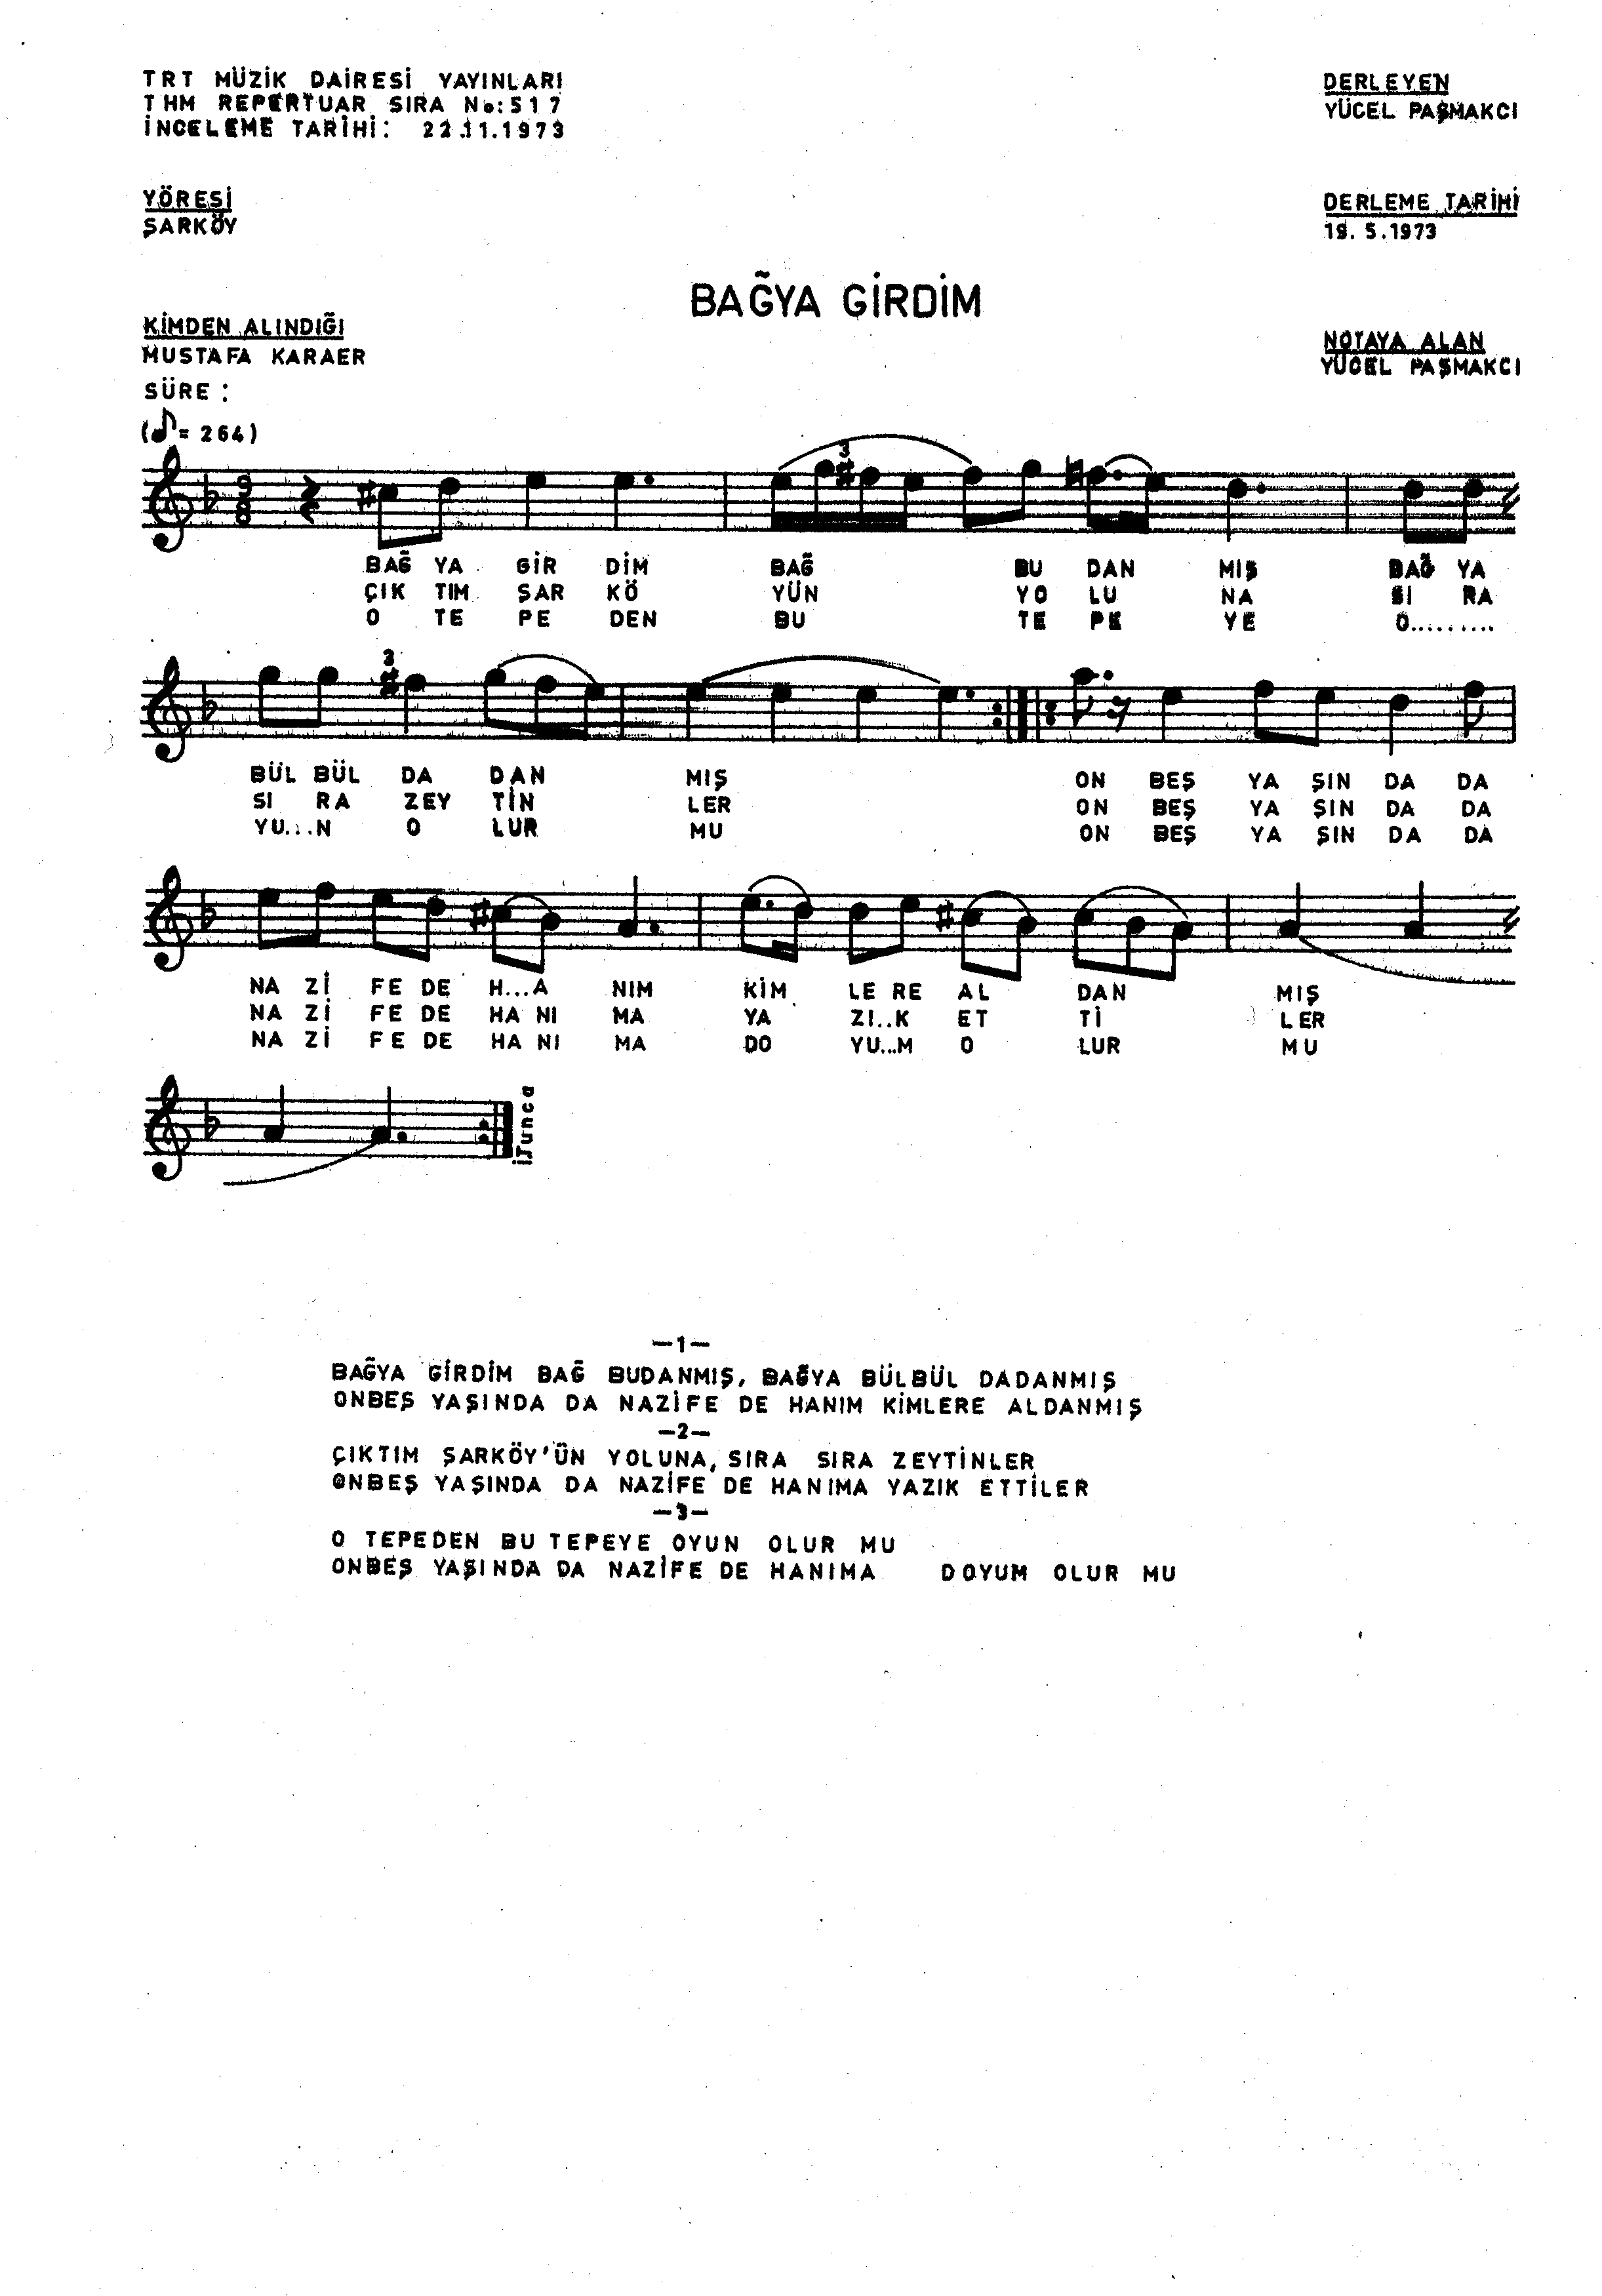 TRT MÜZİK DAİRESİ YAYINLARI
THM REPERTUAR SIRA No:517
İNCELEME TARİHİ: 22.11.1973
DERLEYEN
YÜCEL PAŞMAKCI
YÖRESİ
ŞARKÖY
DERLEME TARİHİ
19.5.1973
BAĞYA GİRDİM
KİMDEN ALINDIĞI
MUSTAFA KARAER
NOTAYA ALAN
YÜCEL PAŞMAKCI
SÜRE :
(♪= 264)
9
8
3
BAĞ YA GİR DİM BAĞ BU DAN MIŞ BAĞ YA
ÇIK TIM ŞAR KÖ YÜN YO LU NA SI RA
O TE PE DEN BU TE PE YE O.........
3
BÜL BÜL DA DAN MIŞ ON BEŞ YA ŞIN DA DA
SI RA ZEY TİN LER ON BEŞ YA ŞIN DA DA
YU...N O LUR MU ON BEŞ YA ŞIN DA DA
NA Zİ FE DE H...A NIM KİM LE RE AL DAN MIŞ
NA Zİ FE DE HA NI MA YA ZI..K ET Tİ LER
NA Zİ FE DE HA NI MA DO YU...M O LUR MU
İTunca
—1—
BAĞYA GİRDİM BAĞ BUDANMIŞ, BAĞYA BÜLBÜL DADANMIŞ
ONBEŞ YAŞINDA DA NAZİFE DE HANIM KİMLERE ALDANMIŞ
—2—
ÇIKTIM ŞARKÖY'ÜN YOLUNA, SIRA SIRA ZEYTİNLER
ONBEŞ YAŞINDA DA NAZİFE DE HANIMA YAZIK ETTİLER
—3—
O TEPEDEN BU TEPEYE OYUN OLUR MU
ONBEŞ YAŞINDA DA NAZİFE DE HANIMA DOYUM OLUR MU